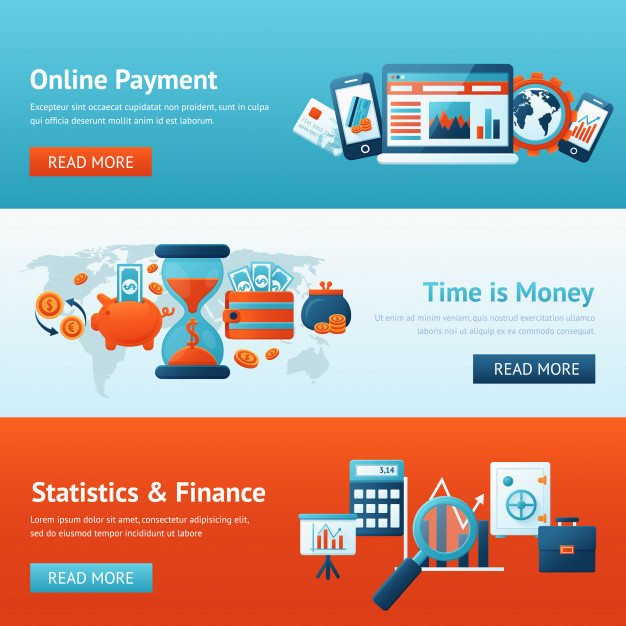 Online Payment
Excepteur sint occaecat cupidatat non proident, sunt in culpa
qui officia deserunt mollit anim id est laborum.
READ MORE
Time is Money
Ut enim ad minim veniam, quis nostrud exercitation ullamco
laboris nisi ut aliquip ex ea commodo consequat.
READ MORE
3,14
Statistics & Finance
Lorem ipsum dolor sit amet, consectetur adipisicing elit,
sed do eiusmod tempor incididunt ut labore.
READ MORE